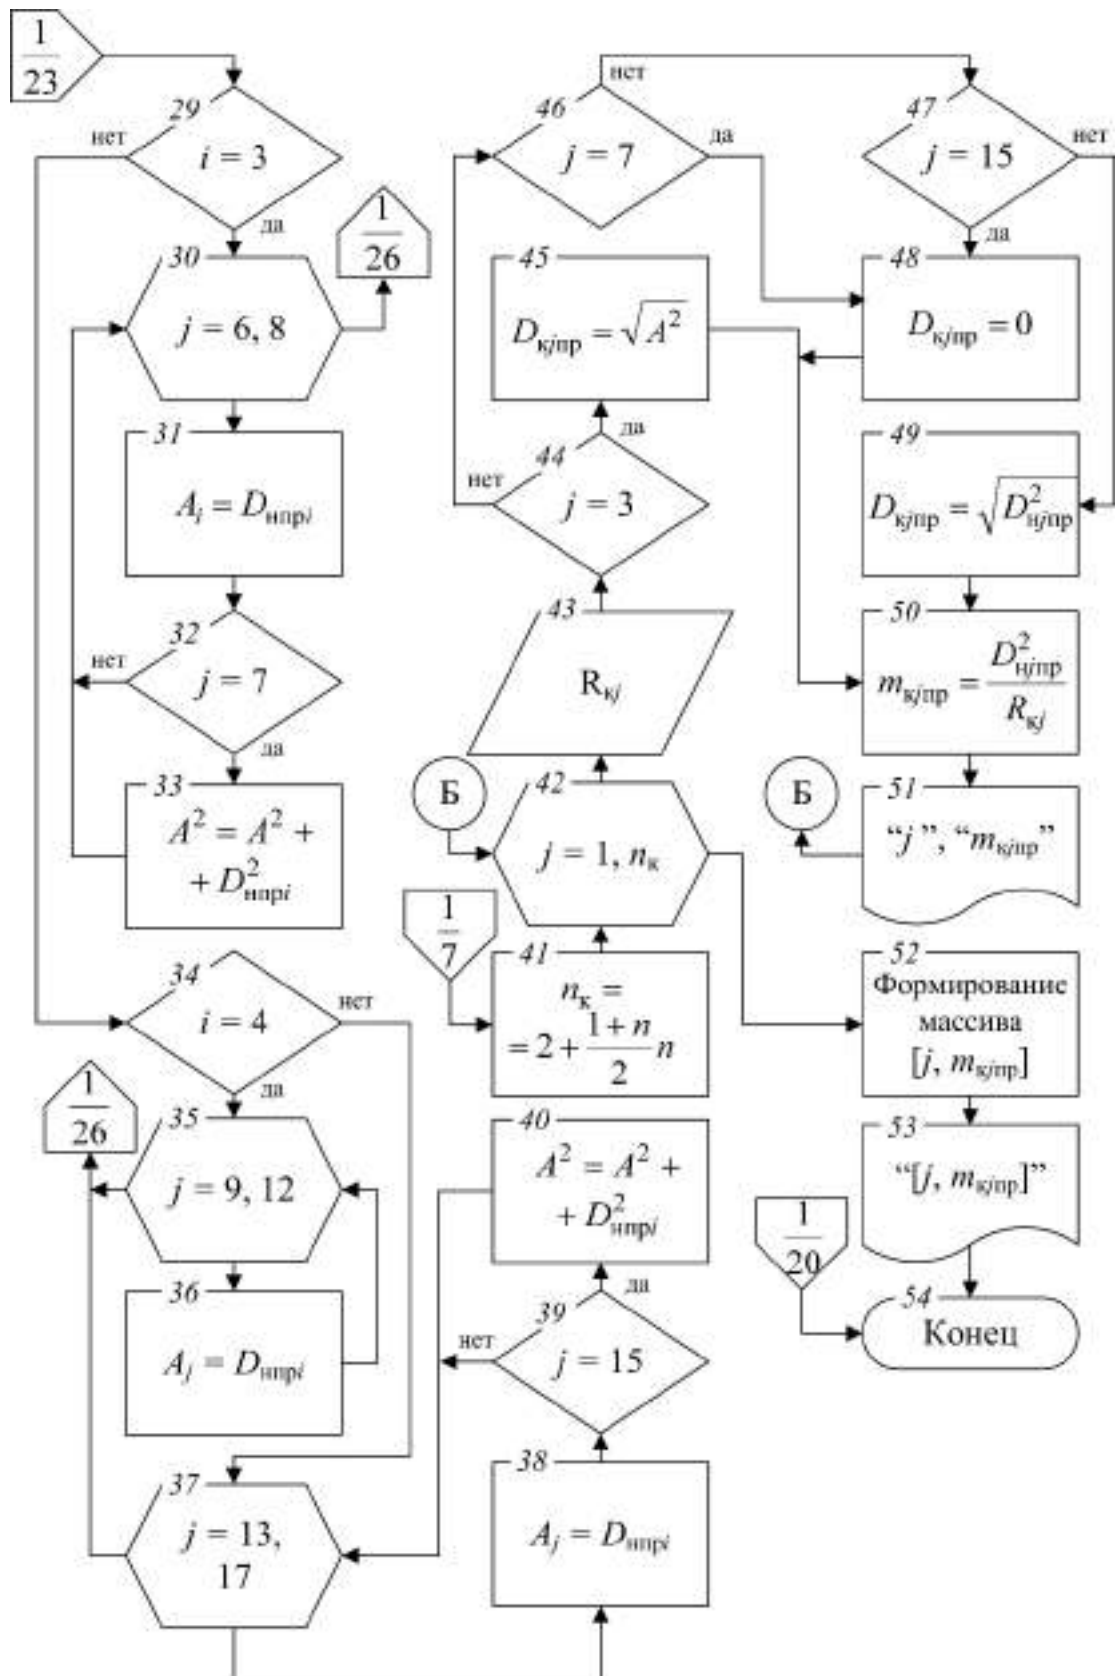 1
23
29
нет
i = 3
да
1
26
30
j = 6, 8
31
A_i = D_нпрi
32
нет
j = 7
да
33
A² = A² +
+ D²_нпрi
34
i = 4
нет
да
1
26
35
j = 9, 12
36
A_j = D_нпрi
37
j = 13,
17
38
A_j = D_нпрi
39
нет
j = 15
да
40
A² = A² +
+ D²_нпрi
1
7
41
n_к =
= 2 + (1 + n)/2 n
Б
42
j = 1, n_к
43
R_кj
44
нет
j = 3
да
45
D_кjпр = √A²
46
нет
j = 7
да
47
j = 15
нет
да
48
D_кjпр = 0
49
D_кjпр = √D²_нjпр
50
m_кjпр = D²_нjпр / R_кj
Б
51
“j”, “m_кjпр”
52
Формирование
массива
[j, m_кjпр]
53
“[j, m_кjпр]”
1
20
54
Конец